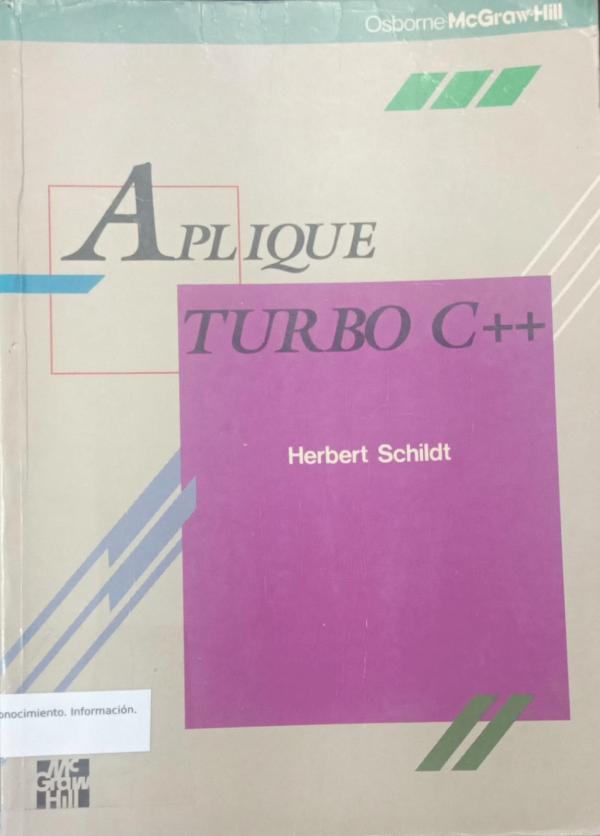 Osborne McGraw-Hill
APLIQUE
TURBO C++
Herbert Schildt
onocimiento. Información.
Mc
Graw
Hill